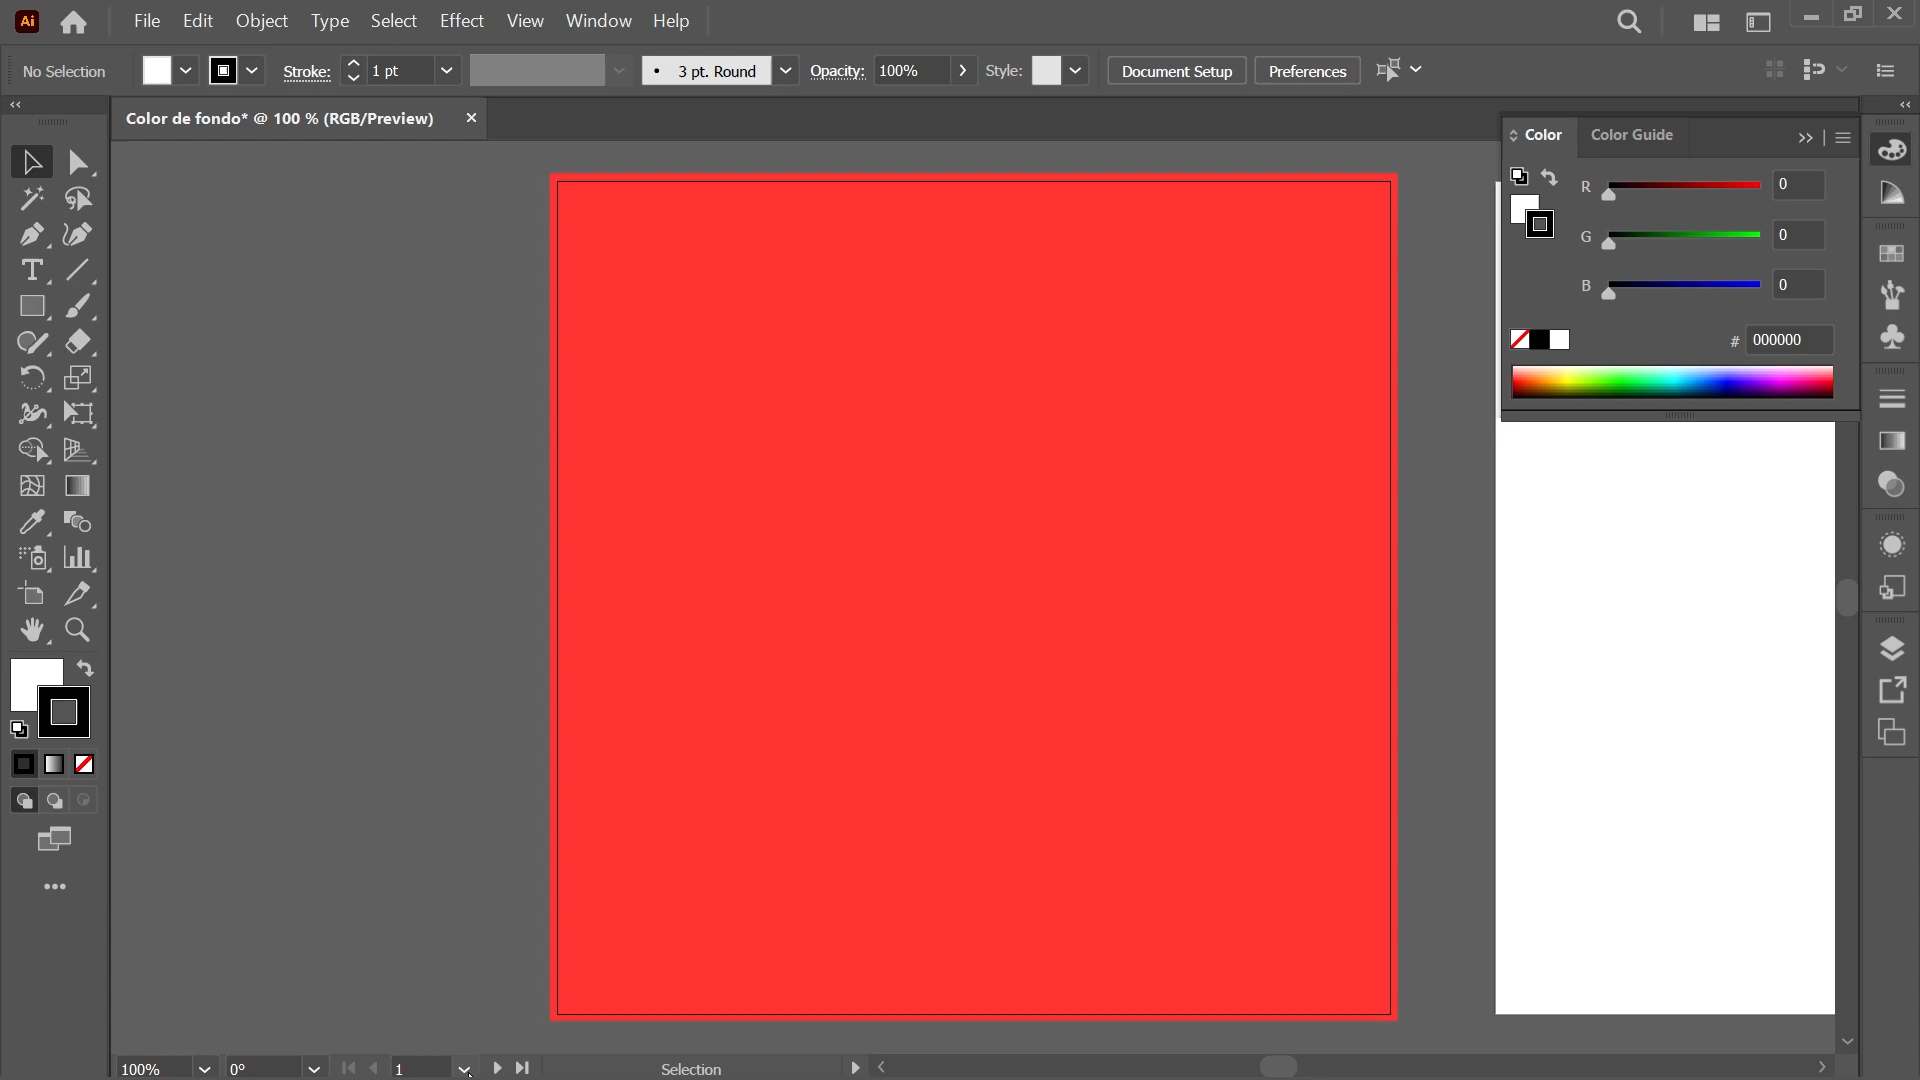 Ai File Edit Object Type Select Effect View Window Help
No Selection Stroke: 1 pt 3 pt. Round Opacity: 100% Style: Document Setup Preferences
Color de fondo* @ 100 % (RGB/Preview)
Color Color Guide
R 0
G 0
B 0
# 000000
T
100% 0° 1 Selection